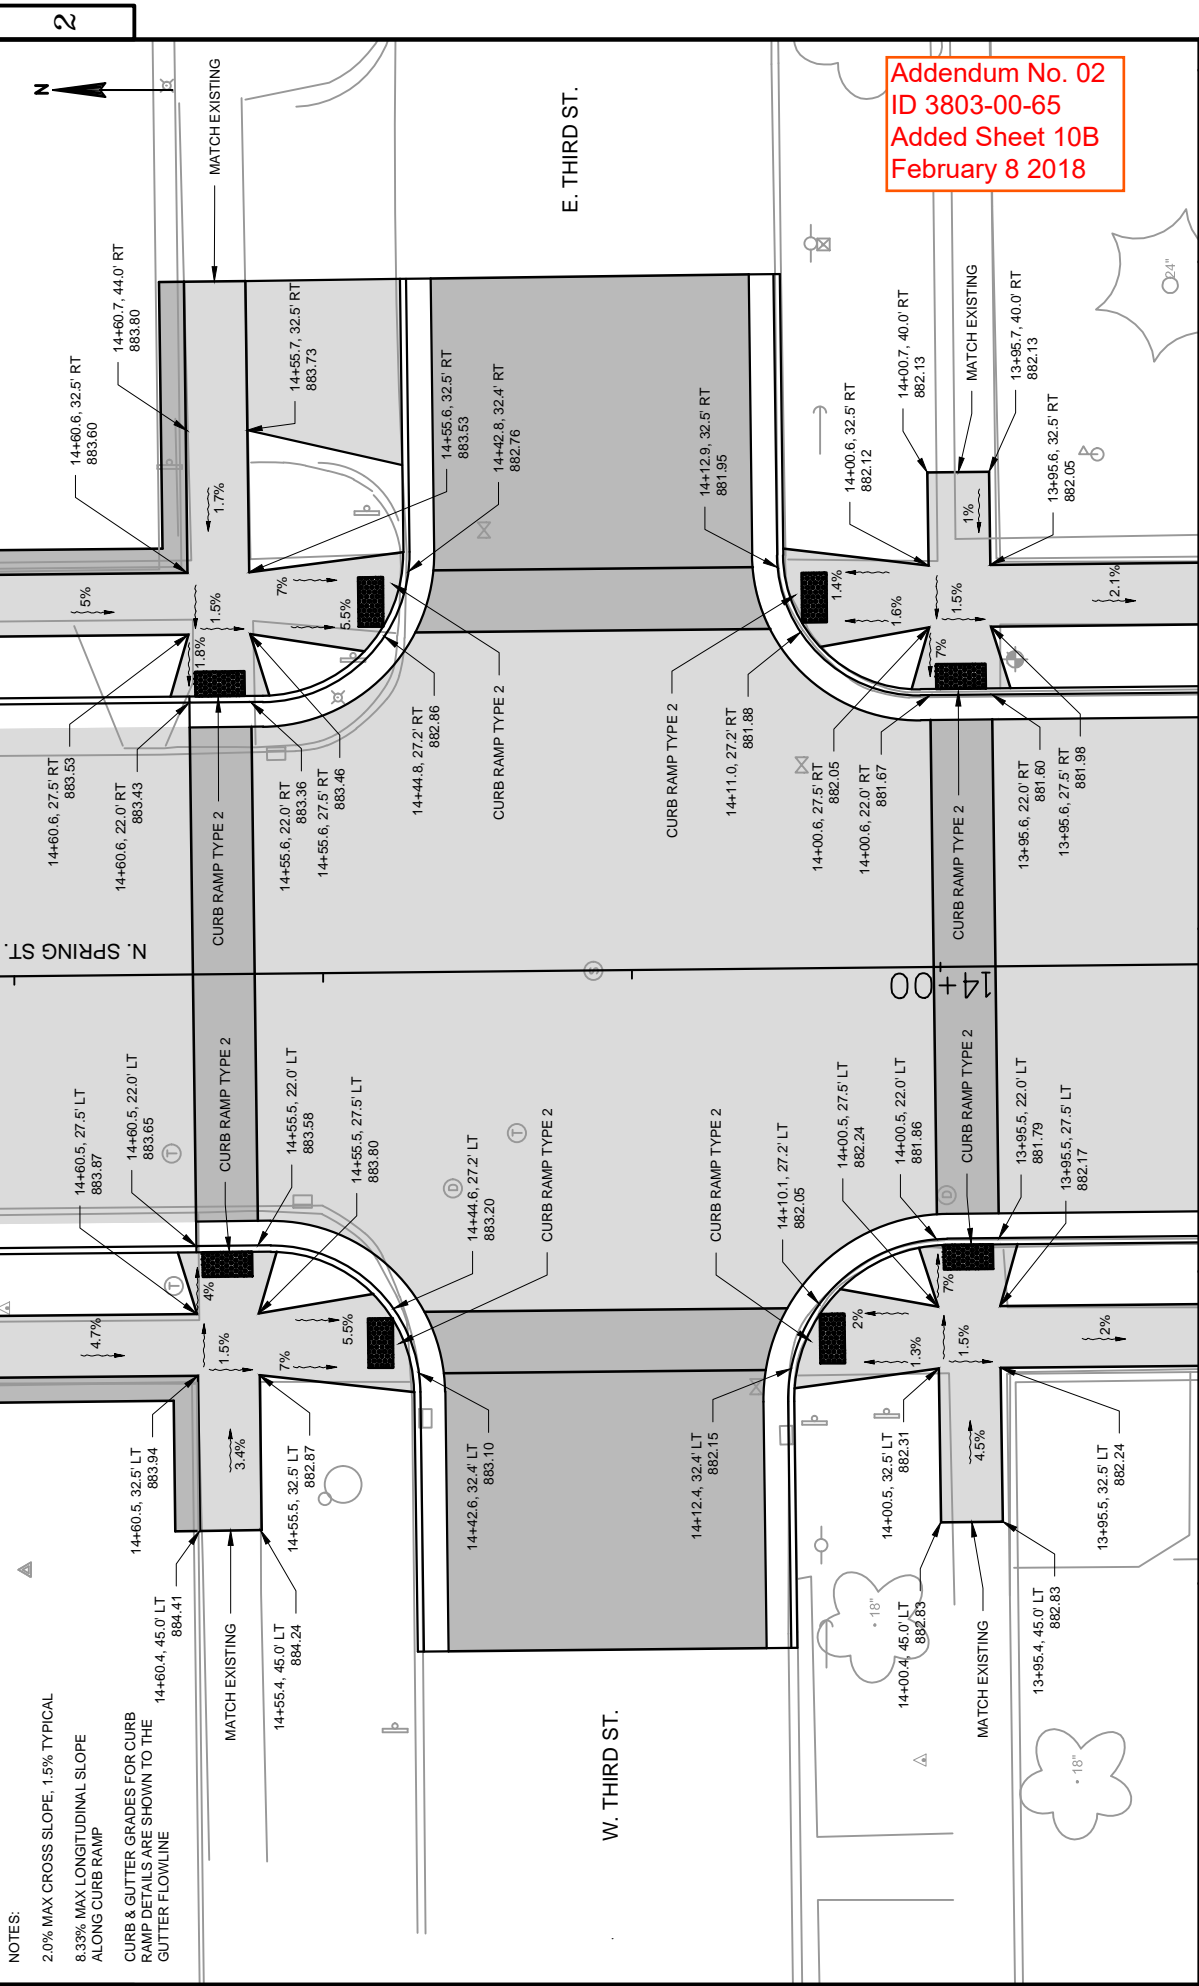 2
N
Addendum No. 02
ID 3803-00-65
Added Sheet 10B
February 8 2018
MATCH EXISTING
E. THIRD ST.
14+60.7, 44.0' RT
883.80
14+60.6, 32.5' RT
883.60
14+55.7, 32.5' RT
883.73
14+55.6, 32.5' RT
883.53
14+42.8, 32.4' RT
882.76
14+12.9, 32.5' RT
881.95
14+00.6, 32.5' RT
882.12
14+00.7, 40.0' RT
882.13
MATCH EXISTING
13+95.7, 40.0' RT
882.13
13+95.6, 32.5' RT
882.05
24"
1.7%
5%
1.5%
1.8%
7%
5.5%
1.4%
1.6%
1%
1.5%
7%
2.1%
14+60.6, 27.5' RT
883.53
14+60.6, 22.0' RT
883.43
CURB RAMP TYPE 2
14+55.6, 22.0' RT
883.36
14+55.6, 27.5' RT
883.46
14+44.8, 27.2' RT
882.86
CURB RAMP TYPE 2
CURB RAMP TYPE 2
14+11.0, 27.2' RT
881.88
14+00.6, 27.5' RT
882.05
14+00.6, 22.0' RT
881.67
CURB RAMP TYPE 2
13+95.6, 22.0' RT
881.60
13+95.6, 27.5' RT
881.98
N. SPRING ST.
S
14+00
14+60.5, 27.5' LT
883.87
14+60.5, 22.0' LT
883.65
T
CURB RAMP TYPE 2
14+55.5, 22.0' LT
883.58
14+55.5, 27.5' LT
883.80
D
14+44.6, 27.2' LT
883.20
T
CURB RAMP TYPE 2
CURB RAMP TYPE 2
14+10.1, 27.2' LT
882.05
14+00.5, 27.5' LT
882.24
14+00.5, 22.0' LT
881.86
D
CURB RAMP TYPE 2
13+95.5, 22.0' LT
881.79
13+95.5, 27.5' LT
882.17
T
4.7%
4%
1.5%
7%
5.5%
2%
1.3%
7%
1.5%
2%
3.4%
4.5%
14+60.5, 32.5' LT
883.94
14+55.5, 32.5' LT
882.87
14+42.6, 32.4' LT
883.10
14+12.4, 32.4' LT
882.15
14+00.5, 32.5' LT
882.31
13+95.5, 32.5' LT
882.24
14+60.4, 45.0' LT
884.41
MATCH EXISTING
14+55.4, 45.0' LT
884.24
W. THIRD ST.
18"
14+00.4, 45.0' LT
882.83
MATCH EXISTING
13+95.4, 45.0' LT
882.83
18"
NOTES:
2.0% MAX CROSS SLOPE, 1.5% TYPICAL
8.33% MAX LONGITUDINAL SLOPE
ALONG CURB RAMP
CURB & GUTTER GRADES FOR CURB
RAMP DETAILS ARE SHOWN TO THE
GUTTER FLOWLINE